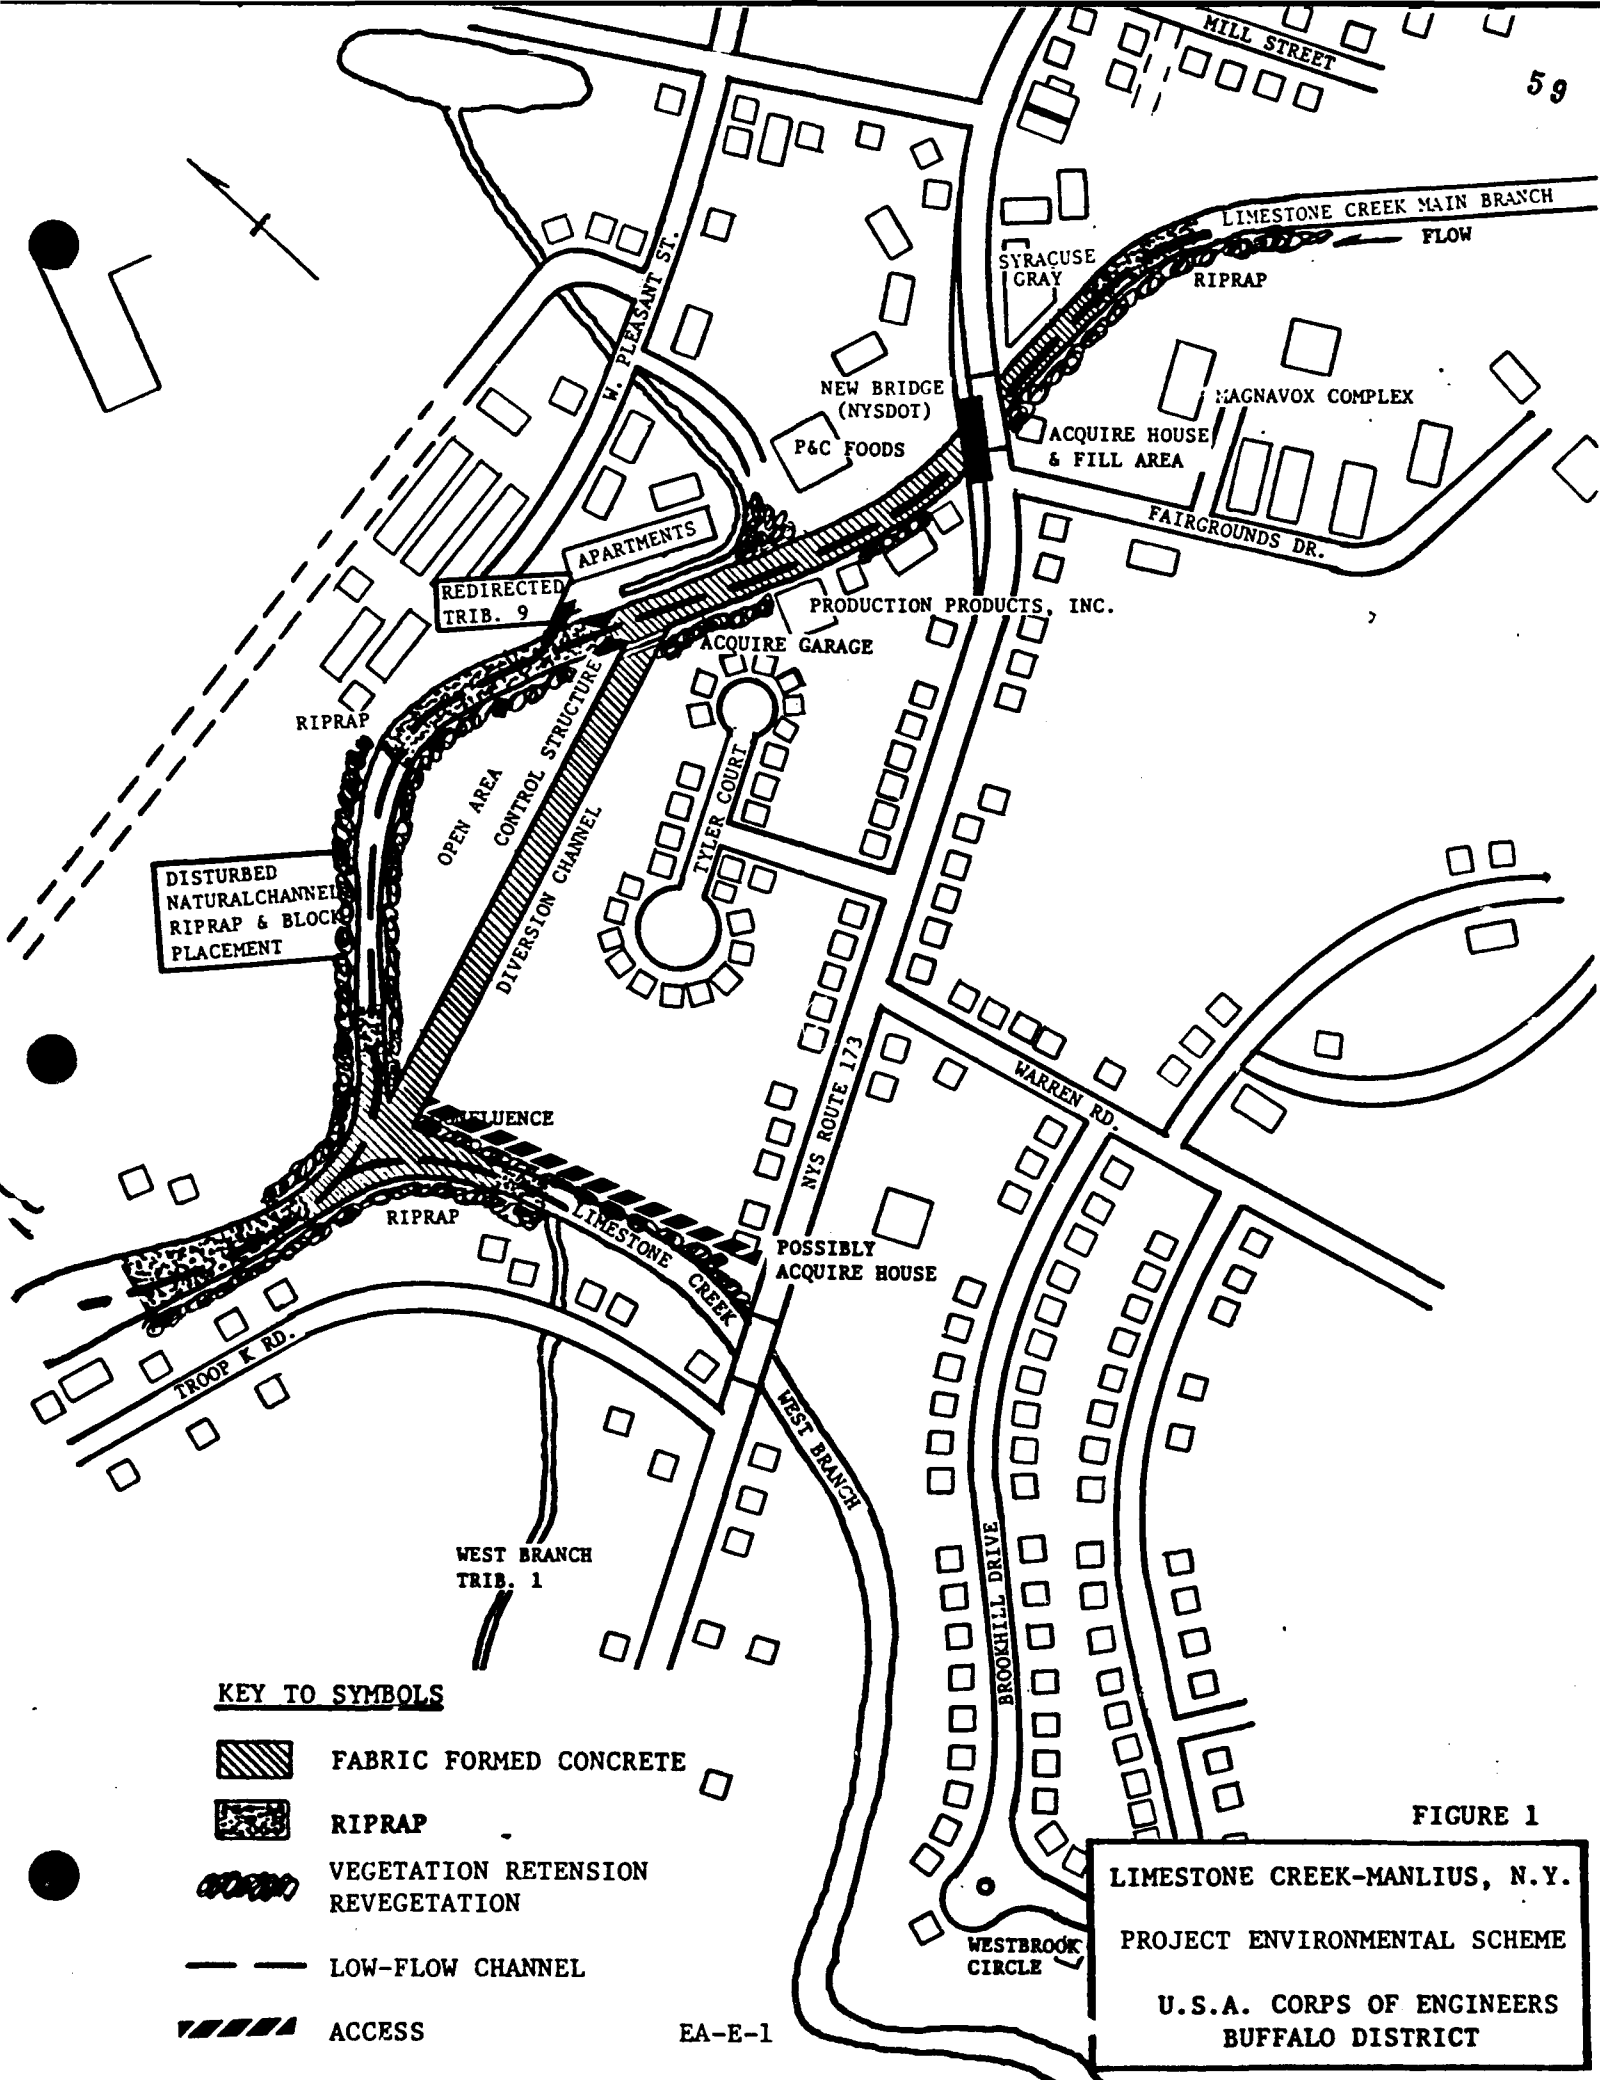 MILL STREET
59
LIMESTONE CREEK MAIN BRANCH
FLOW
SYRACUSE
GRAY
RIPRAP
W. PLEASANT ST.
NEW BRIDGE
(NYSDOT)
MAGNAVOX COMPLEX
P&C FOODS
ACQUIRE HOUSE
& FILL AREA
FAIRGROUNDS DR.
APARTMENTS
REDIRECTED
TRIB. 9
PRODUCTION PRODUCTS, INC.
ACQUIRE GARAGE
RIPRAP
OPEN AREA
CONTROL STRUCTURE
DIVERSION CHANNEL
TYLER COURT
DISTURBED
NATURALCHANNEL
RIPRAP & BLOCK
PLACEMENT
NYS ROUTE 173
WARREN RD.
RIPRAP
LIMESTONE CREEK
POSSIBLY
ACQUIRE HOUSE
TROOP K RD.
WEST BRANCH
WEST BRANCH
TRIB. 1
BROOKHILL DRIVE
KEY TO SYMBOLS
FABRIC FORMED CONCRETE
RIPRAP
VEGETATION RETENSION
REVEGETATION
LOW-FLOW CHANNEL
ACCESS
EA-E-1
WESTBROOK
CIRCLE
FIGURE 1
LIMESTONE CREEK-MANLIUS, N.Y.
PROJECT ENVIRONMENTAL SCHEME
U.S.A. CORPS OF ENGINEERS
BUFFALO DISTRICT